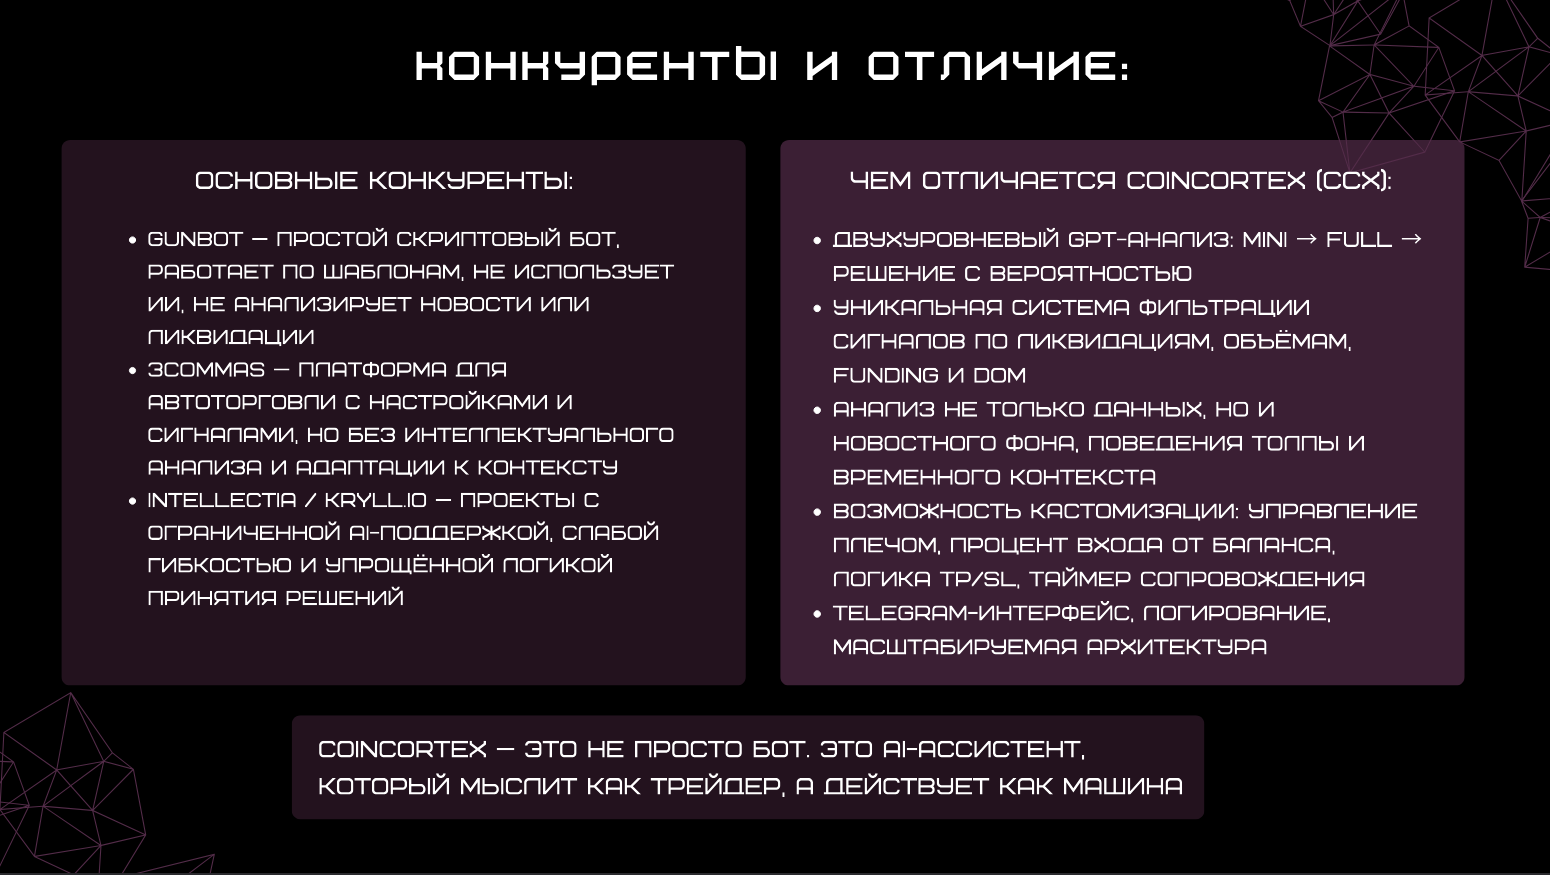 КОНКУРЕНТЫ И ОТЛИЧИЕ:
ОСНОВНЫЕ КОНКУРЕНТЫ:
• GUNBOT — ПРОСТОЙ СКРИПТОВЫЙ БОТ,
РАБОТАЕТ ПО ШАБЛОНАМ, НЕ ИСПОЛЬЗУЕТ
ИИ, НЕ АНАЛИЗИРУЕТ НОВОСТИ ИЛИ
ЛИКВИДАЦИИ
• 3COMMAS — ПЛАТФОРМА ДЛЯ
АВТОТОРГОВЛИ С НАСТРОЙКАМИ И
СИГНАЛАМИ, НО БЕЗ ИНТЕЛЛЕКТУАЛЬНОГО
АНАЛИЗА И АДАПТАЦИИ К КОНТЕКСТУ
• INTELLECTIA / KRYLL.IO — ПРОЕКТЫ С
ОГРАНИЧЕННОЙ AI-ПОДДЕРЖКОЙ, СЛАБОЙ
ГИБКОСТЬЮ И УПРОЩЁННОЙ ЛОГИКОЙ
ПРИНЯТИЯ РЕШЕНИЙ
ЧЕМ ОТЛИЧАЕТСЯ COINCORTEX (CCX):
• ДВУХУРОВНЕВЫЙ GPT-АНАЛИЗ: MINI → FULL →
РЕШЕНИЕ С ВЕРОЯТНОСТЬЮ
• УНИКАЛЬНАЯ СИСТЕМА ФИЛЬТРАЦИИ
СИГНАЛОВ ПО ЛИКВИДАЦИЯМ, ОБЪЁМАМ,
FUNDING И DOM
• АНАЛИЗ НЕ ТОЛЬКО ДАННЫХ, НО И
НОВОСТНОГО ФОНА, ПОВЕДЕНИЯ ТОЛПЫ И
ВРЕМЕННОГО КОНТЕКСТА
• ВОЗМОЖНОСТЬ КАСТОМИЗАЦИИ: УПРАВЛЕНИЕ
ПЛЕЧОМ, ПРОЦЕНТ ВХОДА ОТ БАЛАНСА,
ЛОГИКА TP/SL, ТАЙМЕР СОПРОВОЖДЕНИЯ
• TELEGRAM-ИНТЕРФЕЙС, ЛОГИРОВАНИЕ,
МАСШТАБИРУЕМАЯ АРХИТЕКТУРА
COINCORTEX — ЭТО НЕ ПРОСТО БОТ. ЭТО AI-АССИСТЕНТ,
КОТОРЫЙ МЫСЛИТ КАК ТРЕЙДЕР, А ДЕЙСТВУЕТ КАК МАШИНА